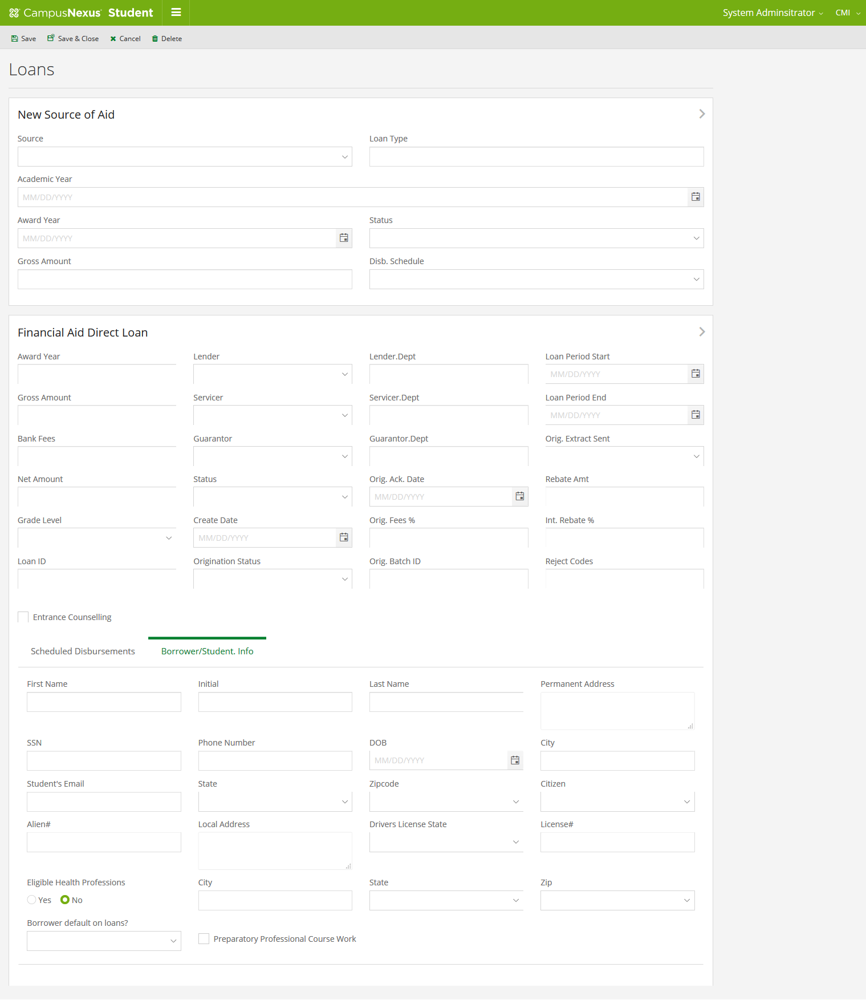 CampusNexus Student
System Adminsitrator
CMI
Save
Save & Close
Cancel
Delete
Loans
New Source of Aid
Source
Loan Type
Academic Year
MM/DD/YYYY
Award Year
Status
MM/DD/YYYY
Gross Amount
Disb. Schedule
Financial Aid Direct Loan
Award Year
Lender
Lender.Dept
Loan Period Start
MM/DD/YYYY
Gross Amount
Servicer
Servicer.Dept
Loan Period End
MM/DD/YYYY
Bank Fees
Guarantor
Guarantor.Dept
Orig. Extract Sent
Net Amount
Status
Orig. Ack. Date
Rebate Amt
MM/DD/YYYY
Grade Level
Create Date
Orig. Fees %
Int. Rebate %
MM/DD/YYYY
Loan ID
Origination Status
Orig. Batch ID
Reject Codes
Entrance Counselling
Scheduled Disbursements
Borrower/Student. Info
First Name
Initial
Last Name
Permanent Address
SSN
Phone Number
DOB
City
MM/DD/YYYY
Student's Email
State
Zipcode
Citizen
Alien#
Local Address
Drivers License State
License#
Eligible Health Professions
City
State
Zip
Yes
No
Borrower default on loans?
Preparatory Professional Course Work